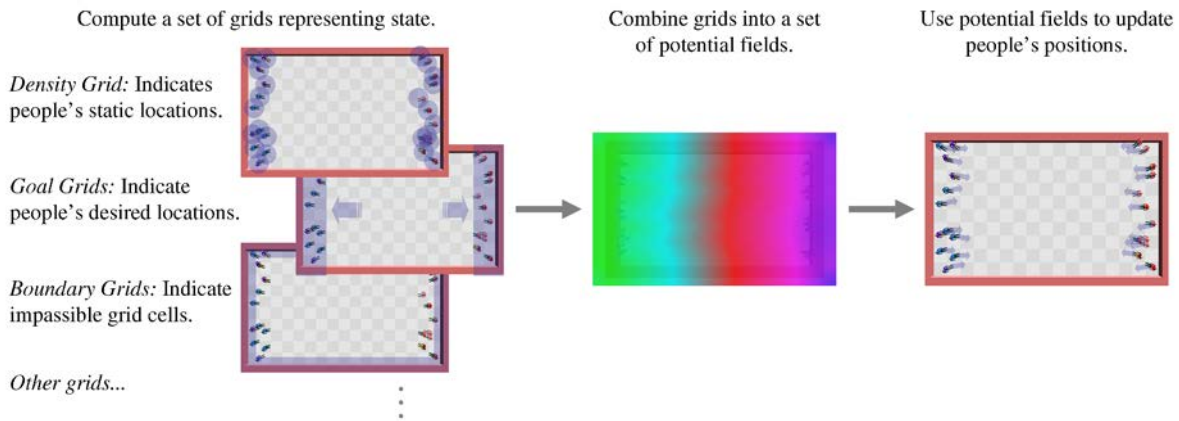 Compute a set of grids representing state.
Combine grids into a set
of potential fields.
Use potential fields to update
people's positions.
Density Grid: Indicates
people's static locations.
Goal Grids: Indicate
people's desired locations.
Boundary Grids: Indicate
impassible grid cells.
Other grids...